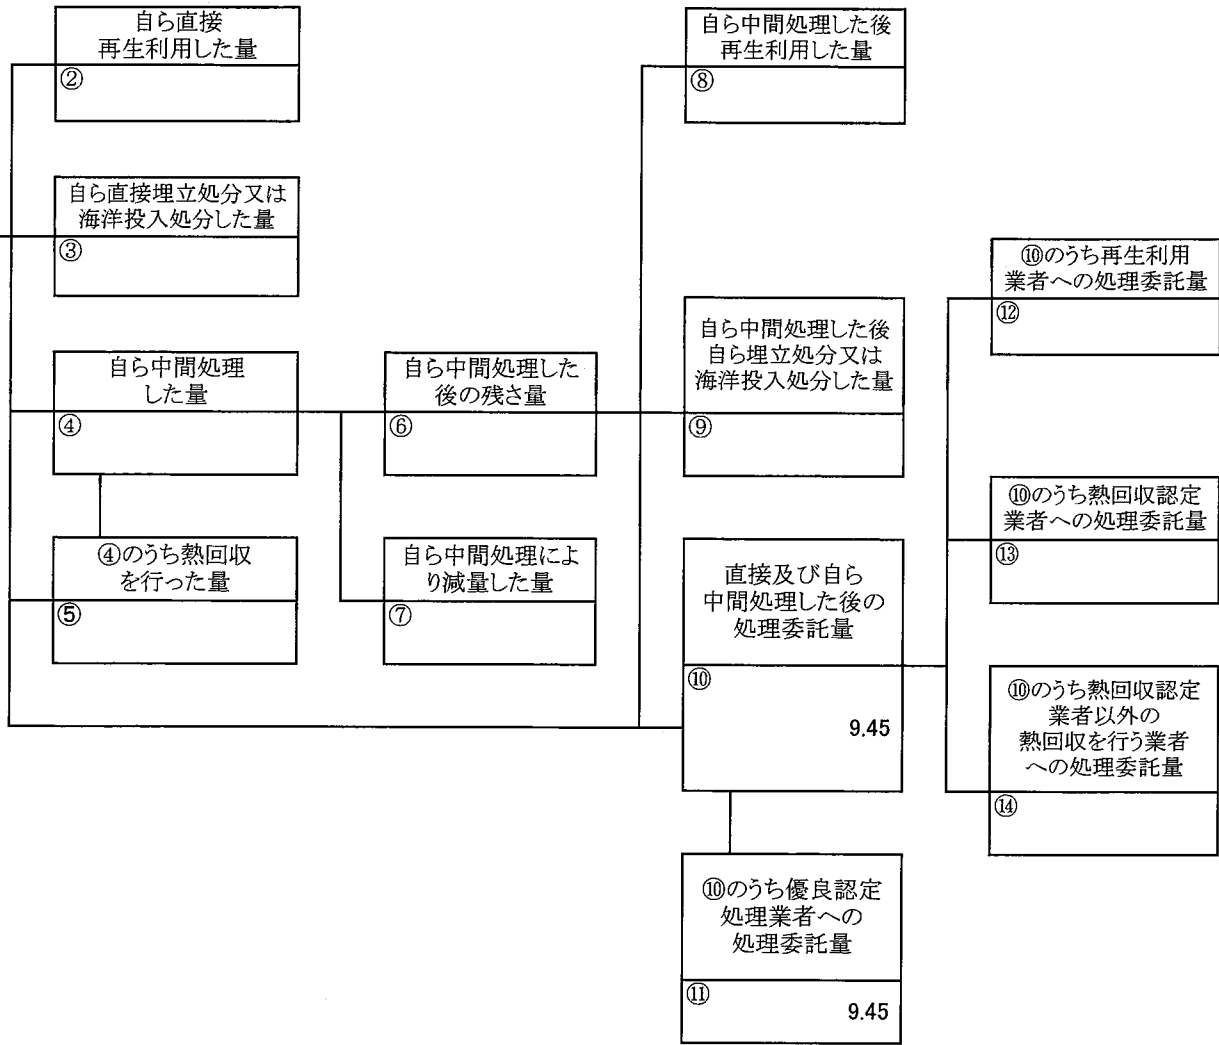 自ら直接
再生利用した量
②
自ら直接埋立処分又は
海洋投入処分した量
③
自ら中間処理
した量
④
④のうち熱回収
を行った量
⑤
自ら中間処理した
後の残さ量
⑥
自ら中間処理によ
り減量した量
⑦
自ら中間処理した後
再生利用した量
⑧
自ら中間処理した後
自ら埋立処分又は
海洋投入処分した量
⑨
直接及び自ら
中間処理した後の
処理委託量
⑩
9.45
⑩のうち優良認定
処理業者への
処理委託量
⑪
9.45
⑩のうち再生利用
業者への処理委託量
⑫
⑩のうち熱回収認定
業者への処理委託量
⑬
⑩のうち熱回収認定
業者以外の
熱回収を行う業者
への処理委託量
⑭